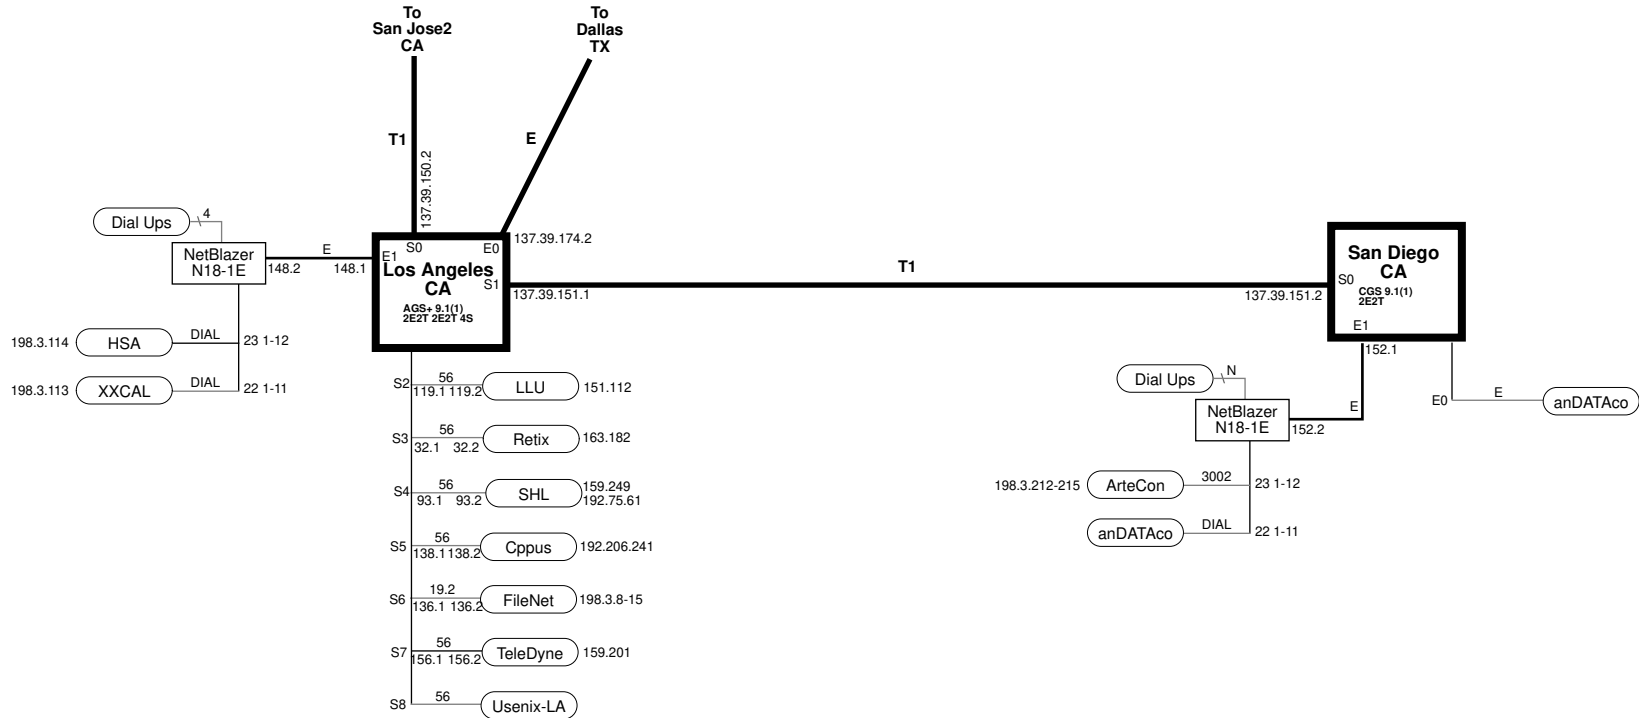 To
San Jose2
CA
To
Dallas
TX
T1
E
137.39.150.2
Dial Ups
4
NetBlazer
N18-1E
E
148.2
148.1
E1
S0
E0
137.39.174.2
Los Angeles
CA
S1
AGS+ 9.1(1)
2E2T 2E2T 4S
137.39.151.1
T1
137.39.151.2
San Diego
CA
S0
CGS 9.1(1)
2E2T
E1
152.1
198.3.114
HSA
DIAL
23 1-12
198.3.113
XXCAL
DIAL
22 1-11
S2
56
119.1 119.2
LLU
151.112
S3
56
32.1 32.2
Retix
163.182
S4
56
93.1 93.2
SHL
159.249
192.75.61
S5
56
138.1 138.2
Cppus
192.206.241
S6
19.2
136.1 136.2
FileNet
198.3.8-15
S7
56
156.1 156.2
TeleDyne
159.201
S8
56
Usenix-LA
Dial Ups
N
NetBlazer
N18-1E
E
152.2
E0
E
anDATAco
198.3.212-215
ArteCon
3002
23 1-12
anDATAco
DIAL
22 1-11